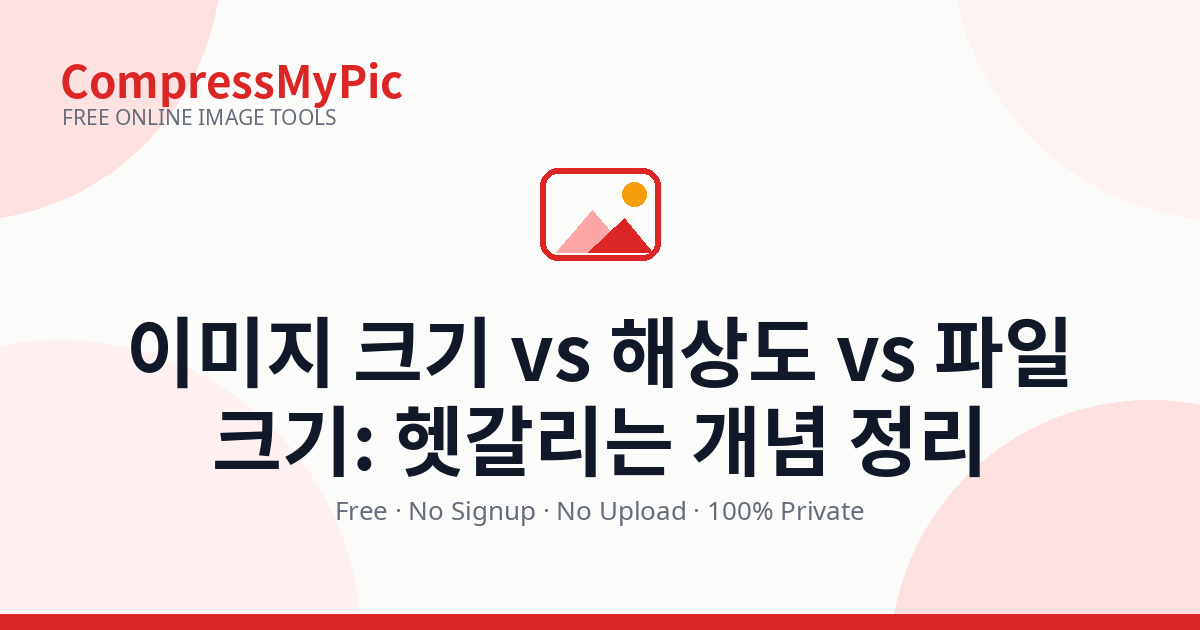 CompressMyPic
FREE ONLINE IMAGE TOOLS
이미지 크기 vs 해상도 vs 파일
크기: 헷갈리는 개념 정리
Free · No Signup · No Upload · 100% Private